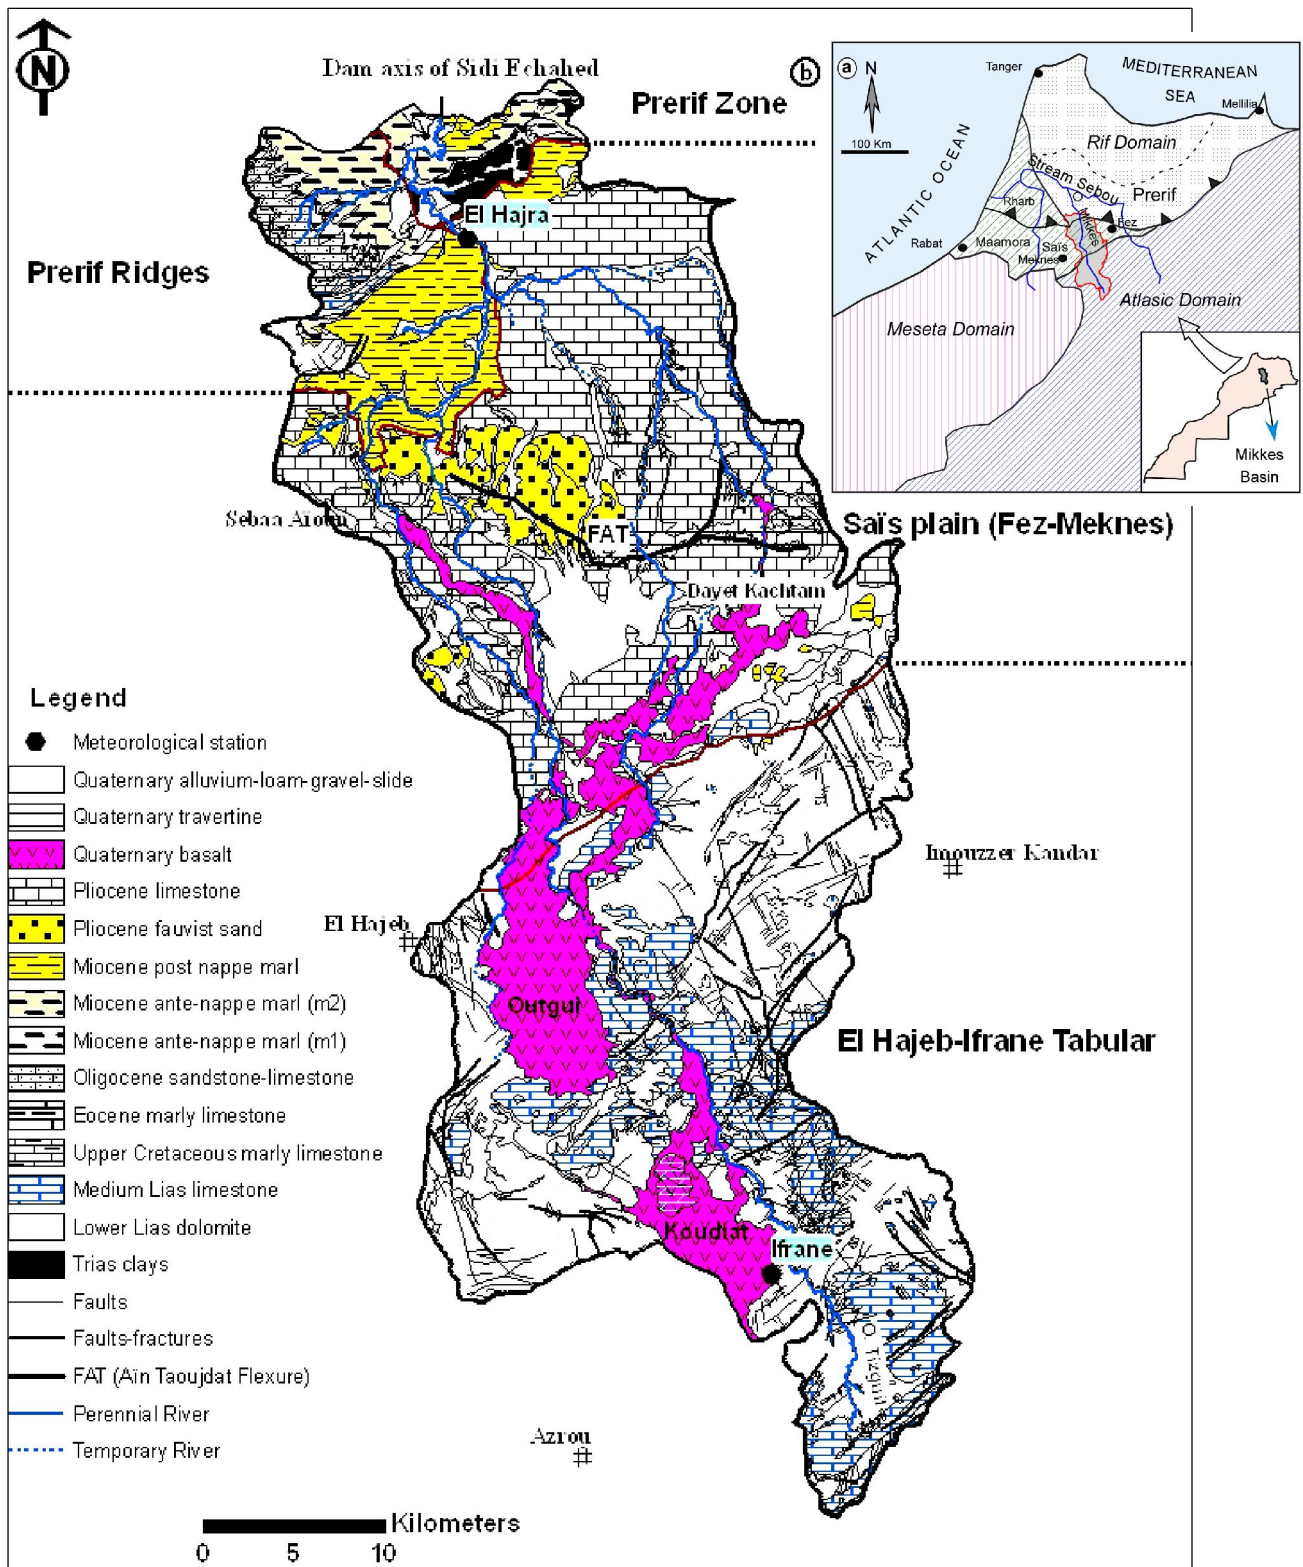 N
Dam axis of Sidi Echahed
Prerif Zone
b
El Hajra
Prerif Ridges
Sebaa Aïoun
FAT
Saïs plain (Fez-Meknes)
Dayet Kachtam
Imouzzer Kandar
El Hajeb
Outgui
El Hajeb-Ifrane Tabular
Koudiat
Ifrane
O. Tizguit
Azrou
a
N
100 Km
Tanger
MEDITERRANEAN
SEA
Mellilia
ATLANTIC OCEAN
Rif Domain
Stream Sebou
Prerif
Rharb
Mikkes
Fez
Rabat
Maamora
Saïs
Meknes
Atlasic Domain
Meseta Domain
Mikkes
Basin
Legend
Meteorological station
Quaternary alluvium-loam-gravel-slide
Quaternary travertine
Quaternary basalt
Pliocene limestone
Pliocene fauvist sand
Miocene post nappe marl
Miocene ante-nappe marl (m2)
Miocene ante-nappe marl (m1)
Oligocene sandstone-limestone
Eocene marly limestone
Upper Cretaceous marly limestone
Medium Lias limestone
Lower Lias dolomite
Trias clays
Faults
Faults-fractures
FAT (Aïn Taoujdat Flexure)
Perennial River
Temporary River
Kilometers
0 5 10